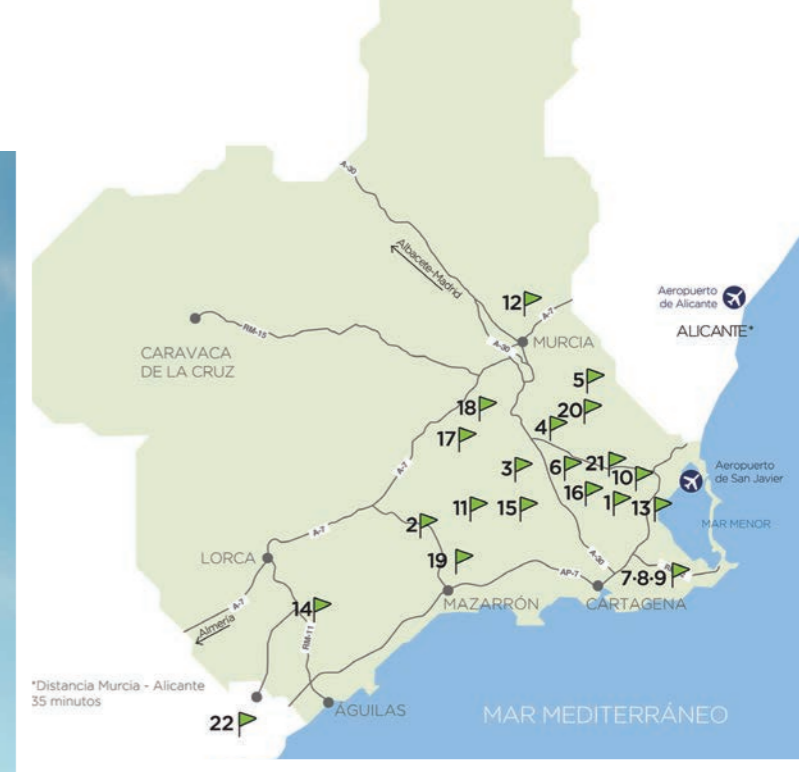 A-30
Albacete-Madrid
12
A-7
Aeropuerto
de Alicante
ALICANTE*
RM-15
A-30
MURCIA
CARAVACA
DE LA CRUZ
5
18
20
4
17
A-7
3
6
21
10
Aeropuerto
de San Javier
11
15
16
1
13
2
MAR MENOR
A-7
LORCA
19
A-30
AP-7
7·8·9
A-7
14
MAZARRÓN
CARTAGENA
Almería
RM-11
*Distancia Murcia - Alicante
35 minutos
22
ÁGUILAS
MAR MEDITERRÁNEO